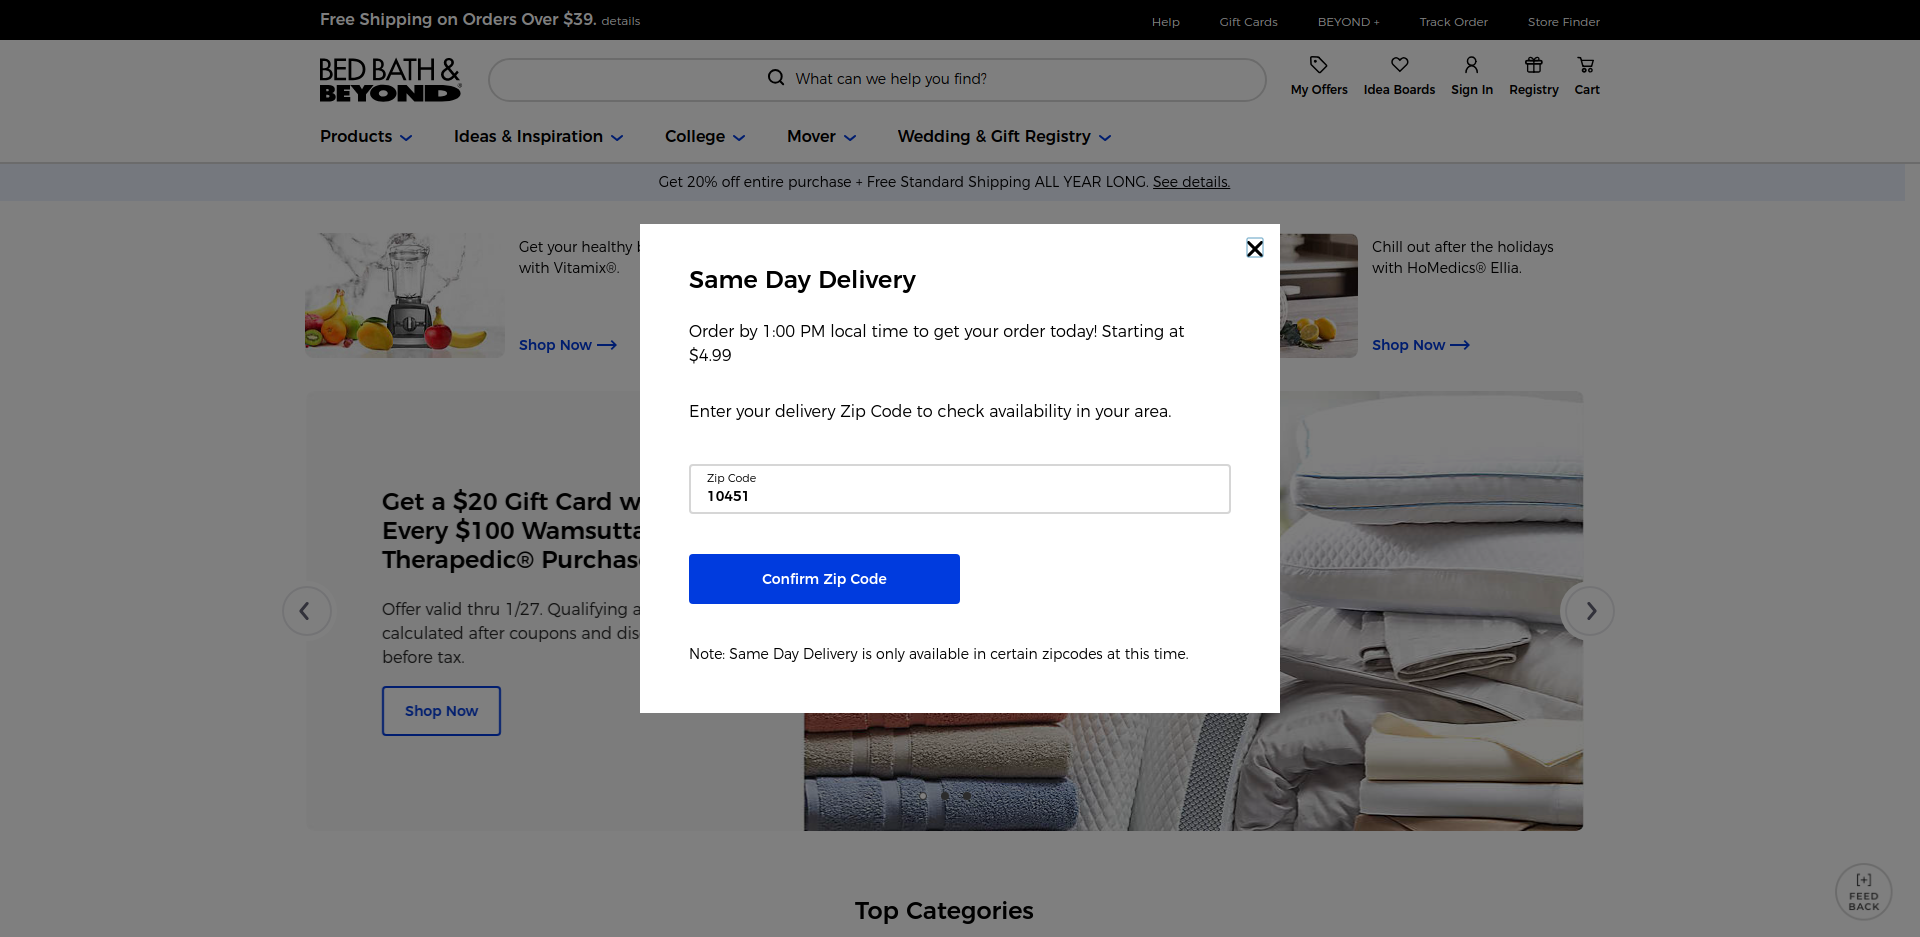 Free Shipping on Orders Over $39. details
Help
Gift Cards
BEYOND +
Track Order
Store Finder
BED BATH &
BEYOND
What can we help you find?
My Offers
Idea Boards
Sign In
Registry
Cart
Products
Ideas & Inspiration
College
Mover
Wedding & Gift Registry
Get 20% off entire purchase + Free Standard Shipping ALL YEAR LONG. See details.
Get your healthy
with Vitamix®.
Shop Now
Chill out after the holidays
with HoMedics® Ellia.
Shop Now
Same Day Delivery
Order by 1:00 PM local time to get your order today! Starting at
$4.99
Enter your delivery Zip Code to check availability in your area.
Zip Code
10451
Confirm Zip Code
Note: Same Day Delivery is only available in certain zipcodes at this time.
Get a $20 Gift Card
Every $100 Wamsutta
Therapedic® Purchas
Offer valid thru 1/27. Qualifying
calculated after coupons and dis
before tax.
Shop Now
Top Categories
[+]
FEED
BACK